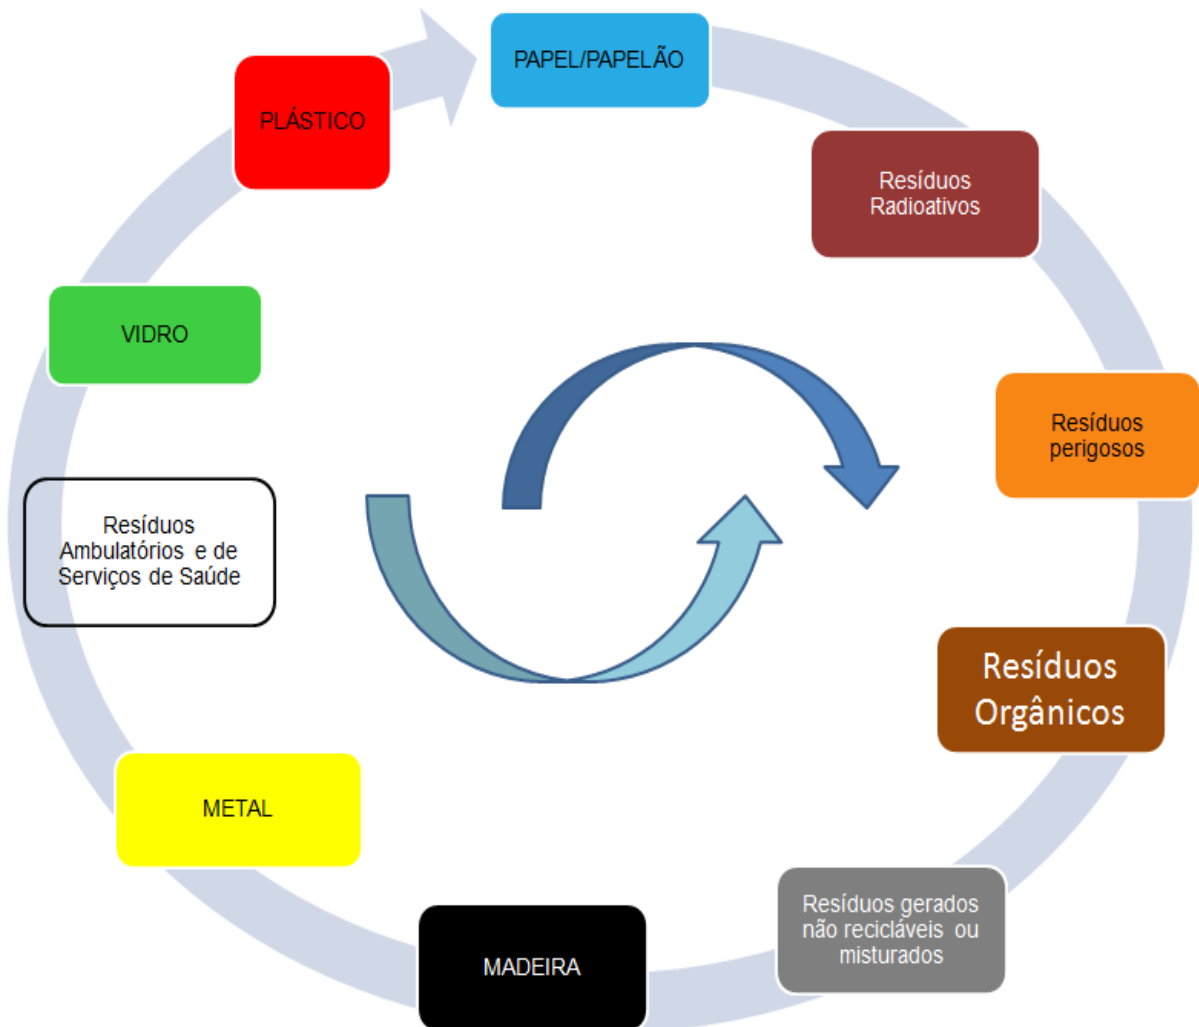 PAPEL/PAPELÃO
Resíduos
Radioativos
Resíduos
perigosos
Resíduos
Orgânicos
Resíduos gerados
não recicláveis ou
misturados
MADEIRA
METAL
Resíduos
Ambulatórios e de
Serviços de Saúde
VIDRO
PLÁSTICO